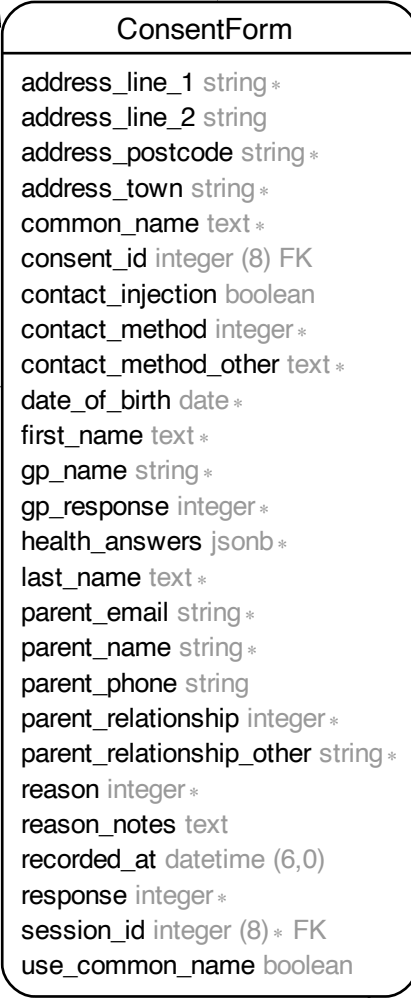 ConsentForm
address_line_1 string *
address_line_2 string
address_postcode string *
address_town string *
common_name text *
consent_id integer (8) FK
contact_injection boolean
contact_method integer *
contact_method_other text *
date_of_birth date *
first_name text *
gp_name string *
gp_response integer *
health_answers jsonb *
last_name text *
parent_email string *
parent_name string *
parent_phone string
parent_relationship integer *
parent_relationship_other string *
reason integer *
reason_notes text
recorded_at datetime (6,0)
response integer *
session_id integer (8) * FK
use_common_name boolean